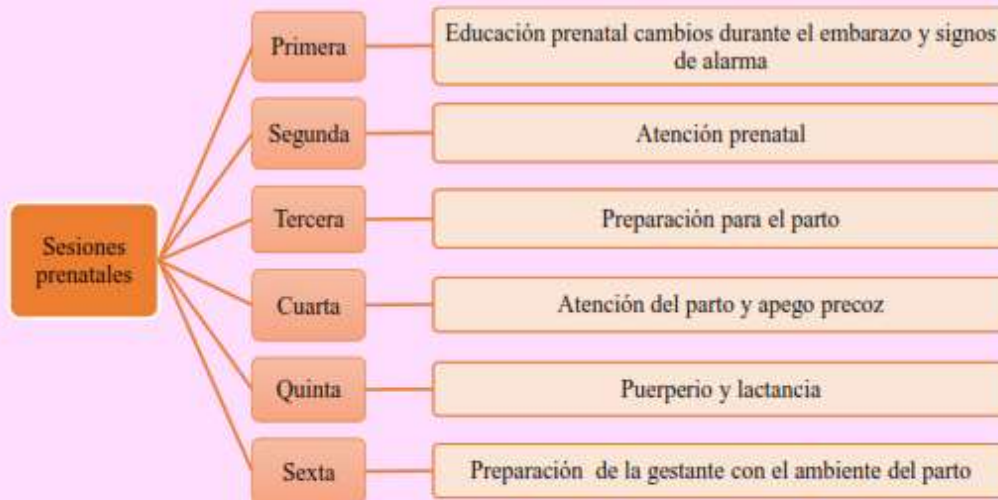 Primera
Educación prenatal cambios durante el embarazo y signos
de alarma
Segunda
Atención prenatal
Tercera
Preparación para el parto
Sesiones
prenatales
Cuarta
Atención del parto y apego precoz
Quinta
Puerperio y lactancia
Sexta
Preparación de la gestante con el ambiente del parto